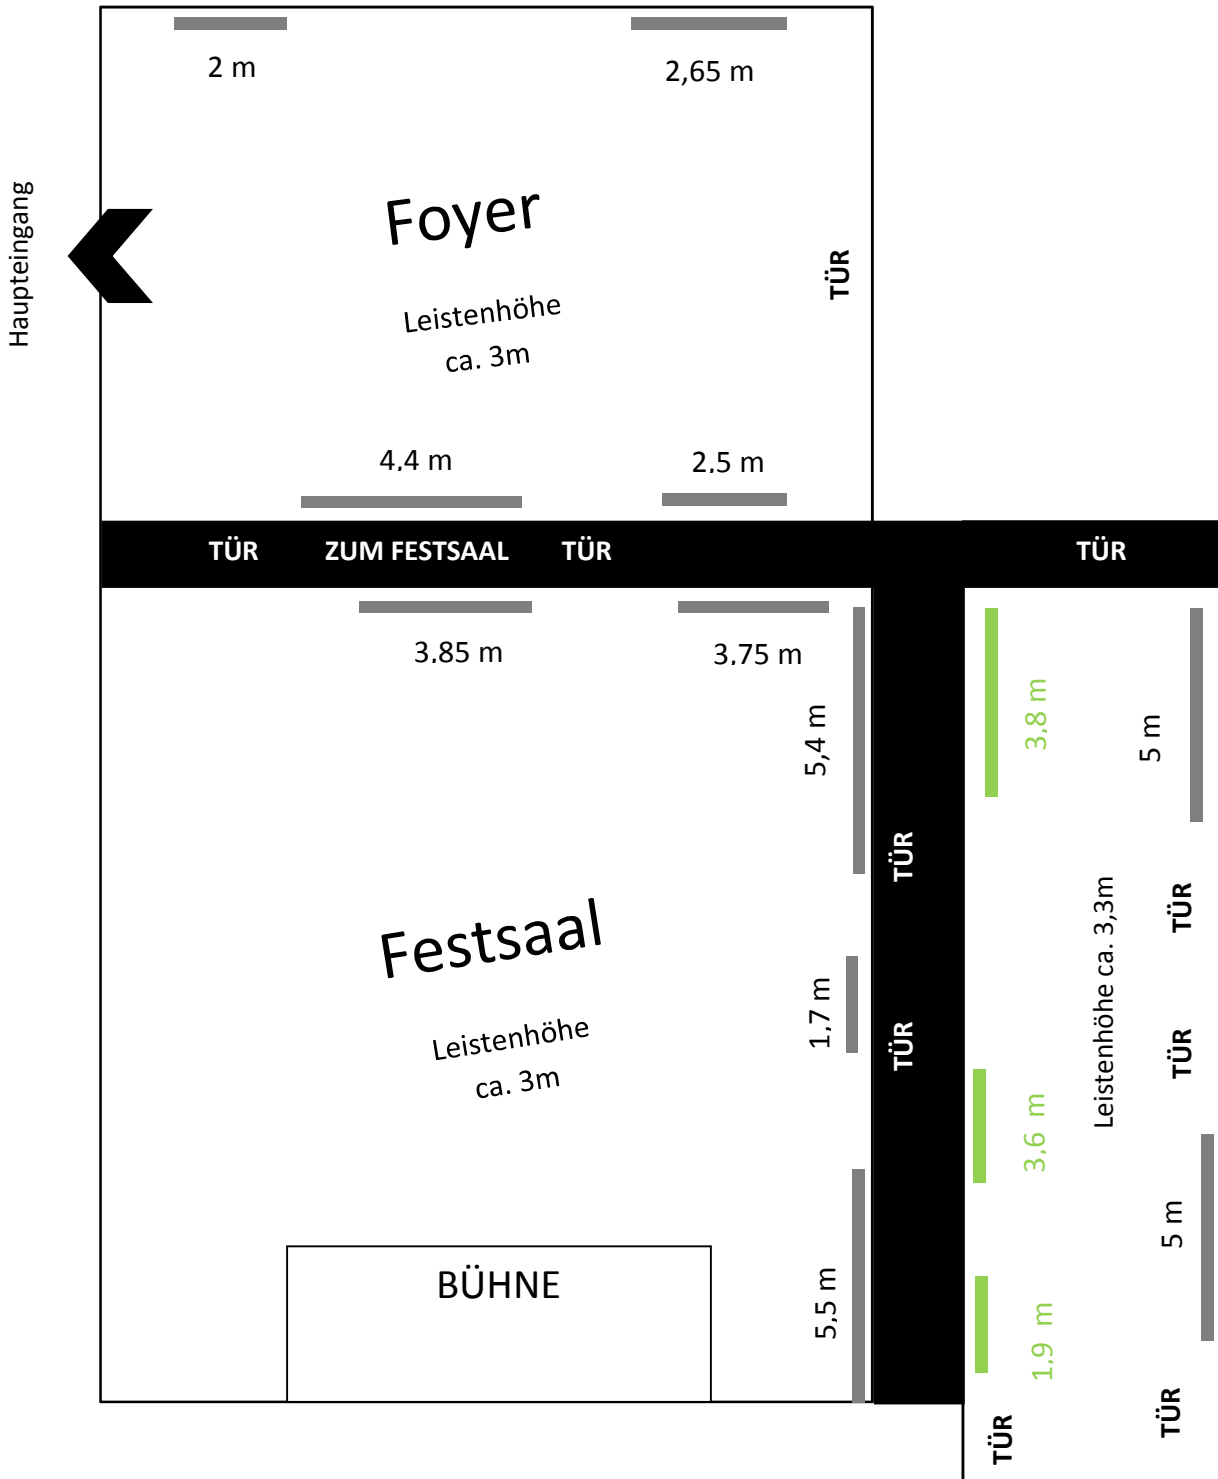 2 m
2,65 m
Haupteingang
Foyer
TÜR
Leistenhöhe
ca. 3m
4,4 m
2,5 m
TÜR
ZUM FESTSAAL
TÜR
TÜR
3,85 m
3,75 m
5,4 m
3,8 m
5 m
TÜR
TÜR
Festsaal
Leistenhöhe ca. 3,3m
1,7 m
TÜR
TÜR
Leistenhöhe
ca. 3m
3,6 m
5 m
BÜHNE
5,5 m
1,9 m
TÜR
TÜR